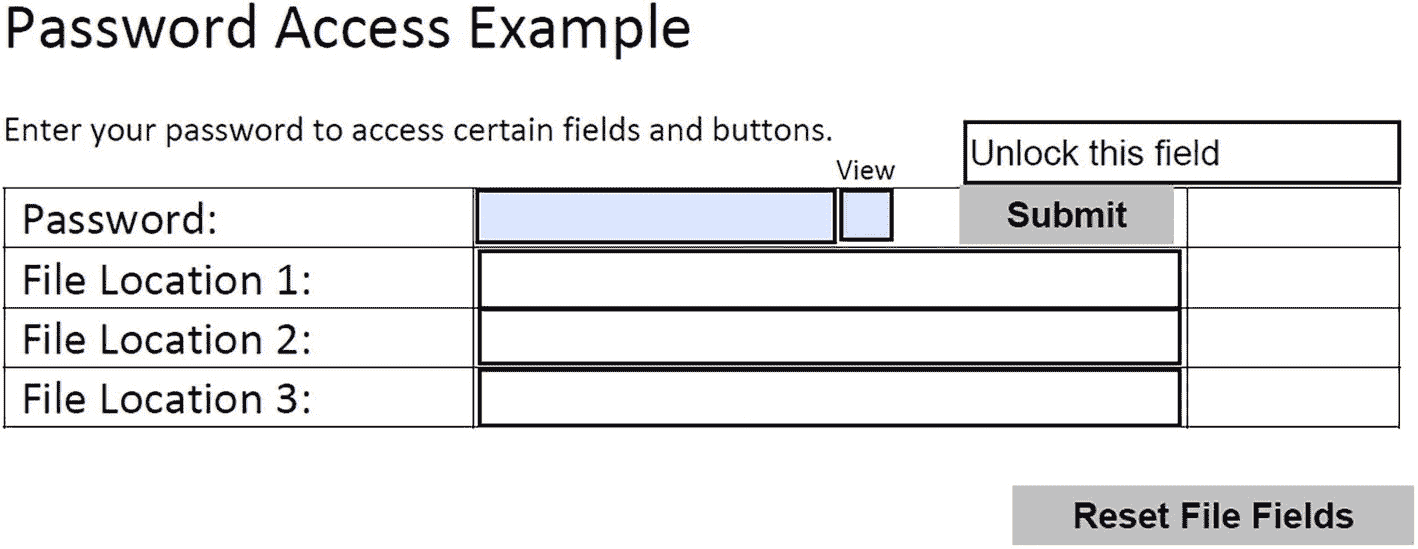 Password Access Example
Enter your password to access certain fields and buttons.
View
Unlock this field
Password:
Submit
File Location 1:
File Location 2:
File Location 3:
Reset File Fields